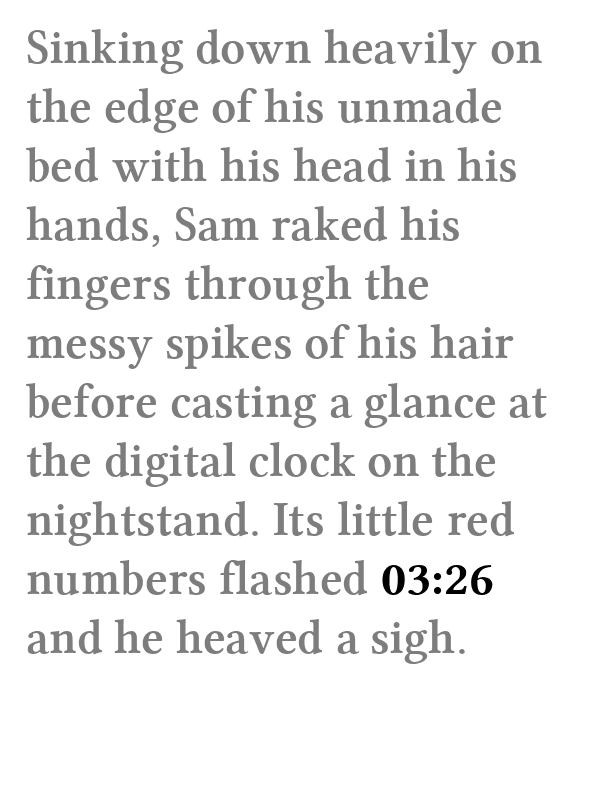 Sinking down heavily on
the edge of his unmade
bed with his head in his
hands, Sam raked his
fingers through the
messy spikes of his hair
before casting a glance at
the digital clock on the
nightstand. Its little red
numbers flashed 03:26
and he heaved a sigh.